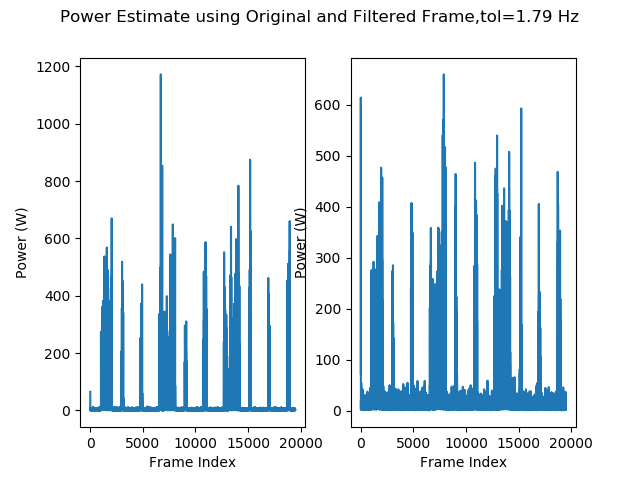 Power Estimate using Original and Filtered Frame,tol=1.79 Hz
1200
1000
800
600
400
200
0
Power (W)
0 5000 10000 15000 20000
Frame Index
600
500
400
300
200
100
0
Power (W)
0 5000 10000 15000 20000
Frame Index